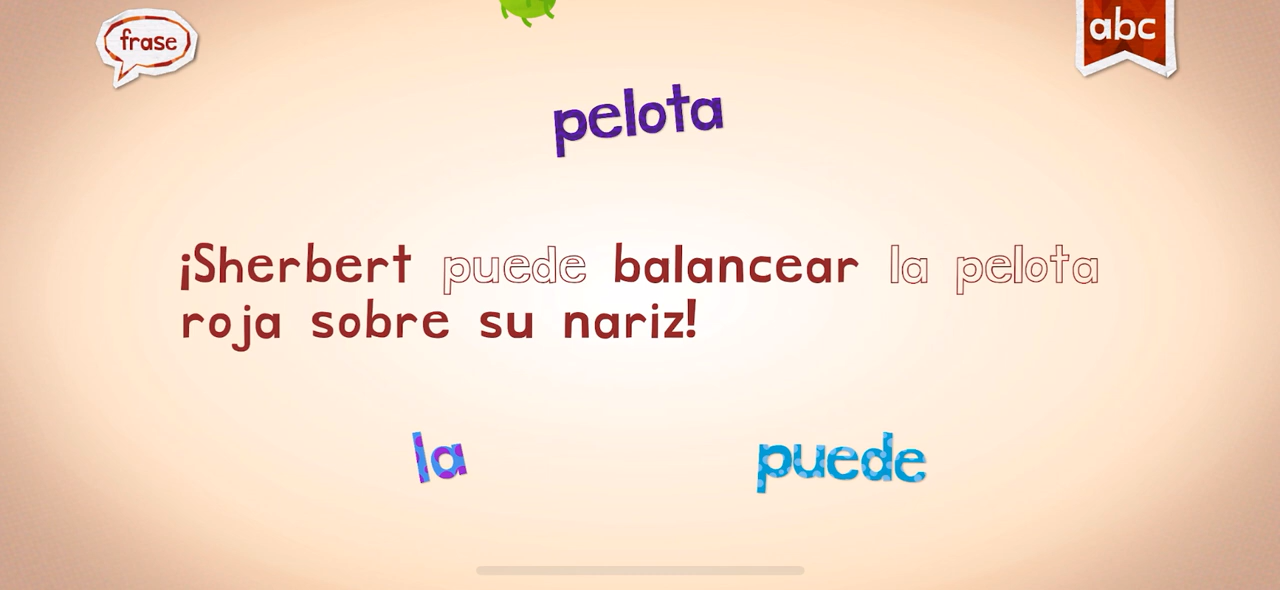 frase
abc
pelota
¡Sherbert puede balancear la pelota
roja sobre su nariz!
la puede